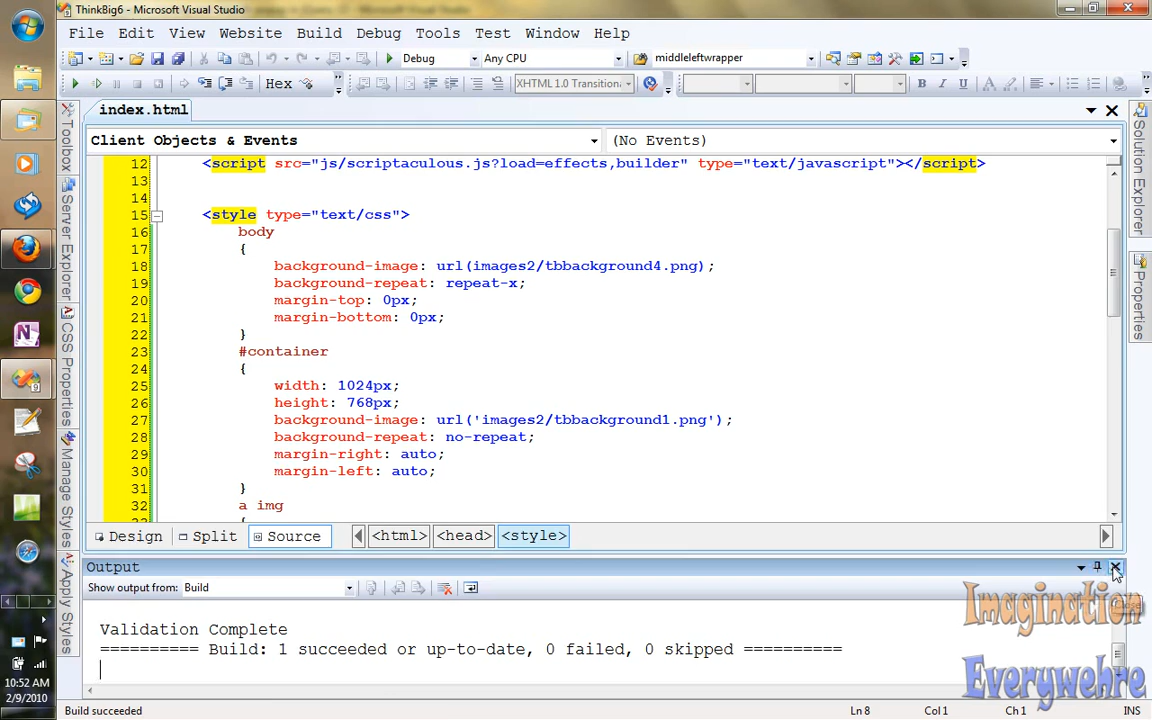 ThinkBig6 - Microsoft Visual Studio
File Edit View Website Build Debug Tools Test Window Help
Debug Any CPU middleleftwrapper
Hex XHTML 1.0 Transition
index.html
Client Objects & Events (No Events)
12 <script src="js/scriptaculous.js?load=effects,builder" type="text/javascript"></script>
13
14
15 <style type="text/css">
16 body
17 {
18 background-image: url(images2/tbbackground4.png);
19 background-repeat: repeat-x;
20 margin-top: 0px;
21 margin-bottom: 0px;
22 }
23 #container
24 {
25 width: 1024px;
26 height: 768px;
27 background-image: url('images2/tbbackground1.png');
28 background-repeat: no-repeat;
29 margin-right: auto;
30 margin-left: auto;
31 }
32 a img
33 {
Design Split Source <html> <head> <style>
Output
Show output from: Build
Validation Complete
========== Build: 1 succeeded or up-to-date, 0 failed, 0 skipped ==========
Build succeeded Ln 8 Col 1 Ch 1 INS
Toolbox
Server Explorer
CSS Properties
Manage Styles
Apply Styles
Solution Explorer
Properties
Close
Imagination
Everywehre
10:52 AM
2/9/2010